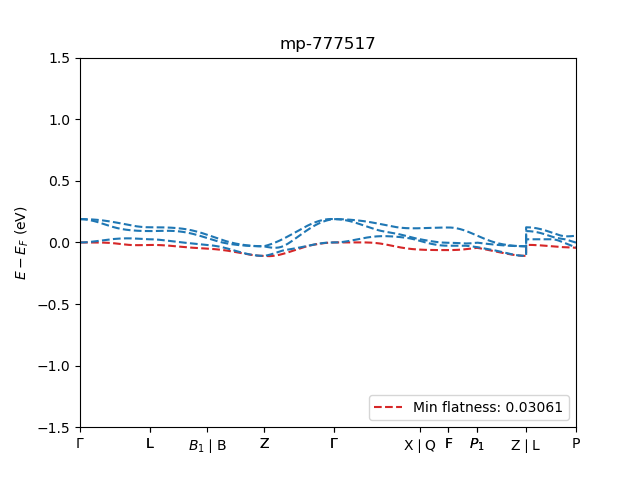 mp-777517
E − E_F (eV)
1.5
1.0
0.5
0.0
−0.5
−1.0
−1.5
Min flatness: 0.03061
Γ L B₁ | B Z Γ X | Q F P₁ Z | L P